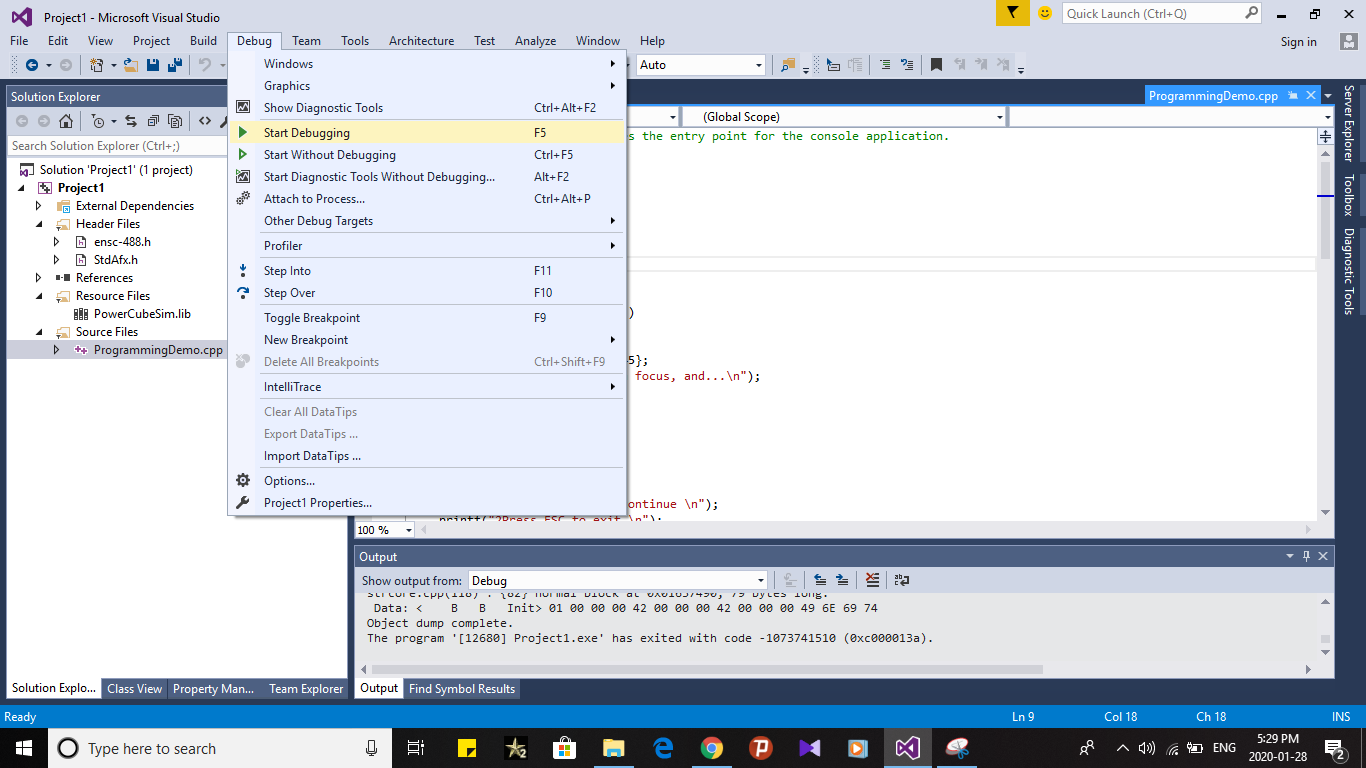 Project1 - Microsoft Visual Studio
Quick Launch (Ctrl+Q)
File Edit View Project Build Debug Team Tools Architecture Test Analyze Window Help
Sign in
Auto
Solution Explorer
Search Solution Explorer (Ctrl+;)
Solution 'Project1' (1 project)
Project1
External Dependencies
Header Files
ensc-488.h
StdAfx.h
References
Resource Files
PowerCubeSim.lib
Source Files
ProgrammingDemo.cpp
Solution Explo... Class View Property Man... Team Explorer
Windows
Graphics
Show Diagnostic Tools Ctrl+Alt+F2
Start Debugging F5
Start Without Debugging Ctrl+F5
Start Diagnostic Tools Without Debugging... Alt+F2
Attach to Process... Ctrl+Alt+P
Other Debug Targets
Profiler
Step Into F11
Step Over F10
Toggle Breakpoint F9
New Breakpoint
Delete All Breakpoints Ctrl+Shift+F9
IntelliTrace
Clear All DataTips
Export DataTips ...
Import DataTips ...
Options...
Project1 Properties...
ProgrammingDemo.cpp
(Global Scope)
s the entry point for the console application.
)
5};
focus, and...\n");
ontinue \n");
printf("?Press ESC to exit \n");
100 %
Output
Show output from: Debug
strcore.cpp(118) : {82} normal block at 0x01657490, 79 bytes long.
Data: < B B Init> 01 00 00 00 42 00 00 00 42 00 00 00 49 6E 69 74
Object dump complete.
The program '[12680] Project1.exe' has exited with code -1073741510 (0xc000013a).
Output Find Symbol Results
Server Explorer
Toolbox
Diagnostic Tools
Ready Ln 9 Col 18 Ch 18 INS
Type here to search
2
ENG
5:29 PM
2020-01-28
2